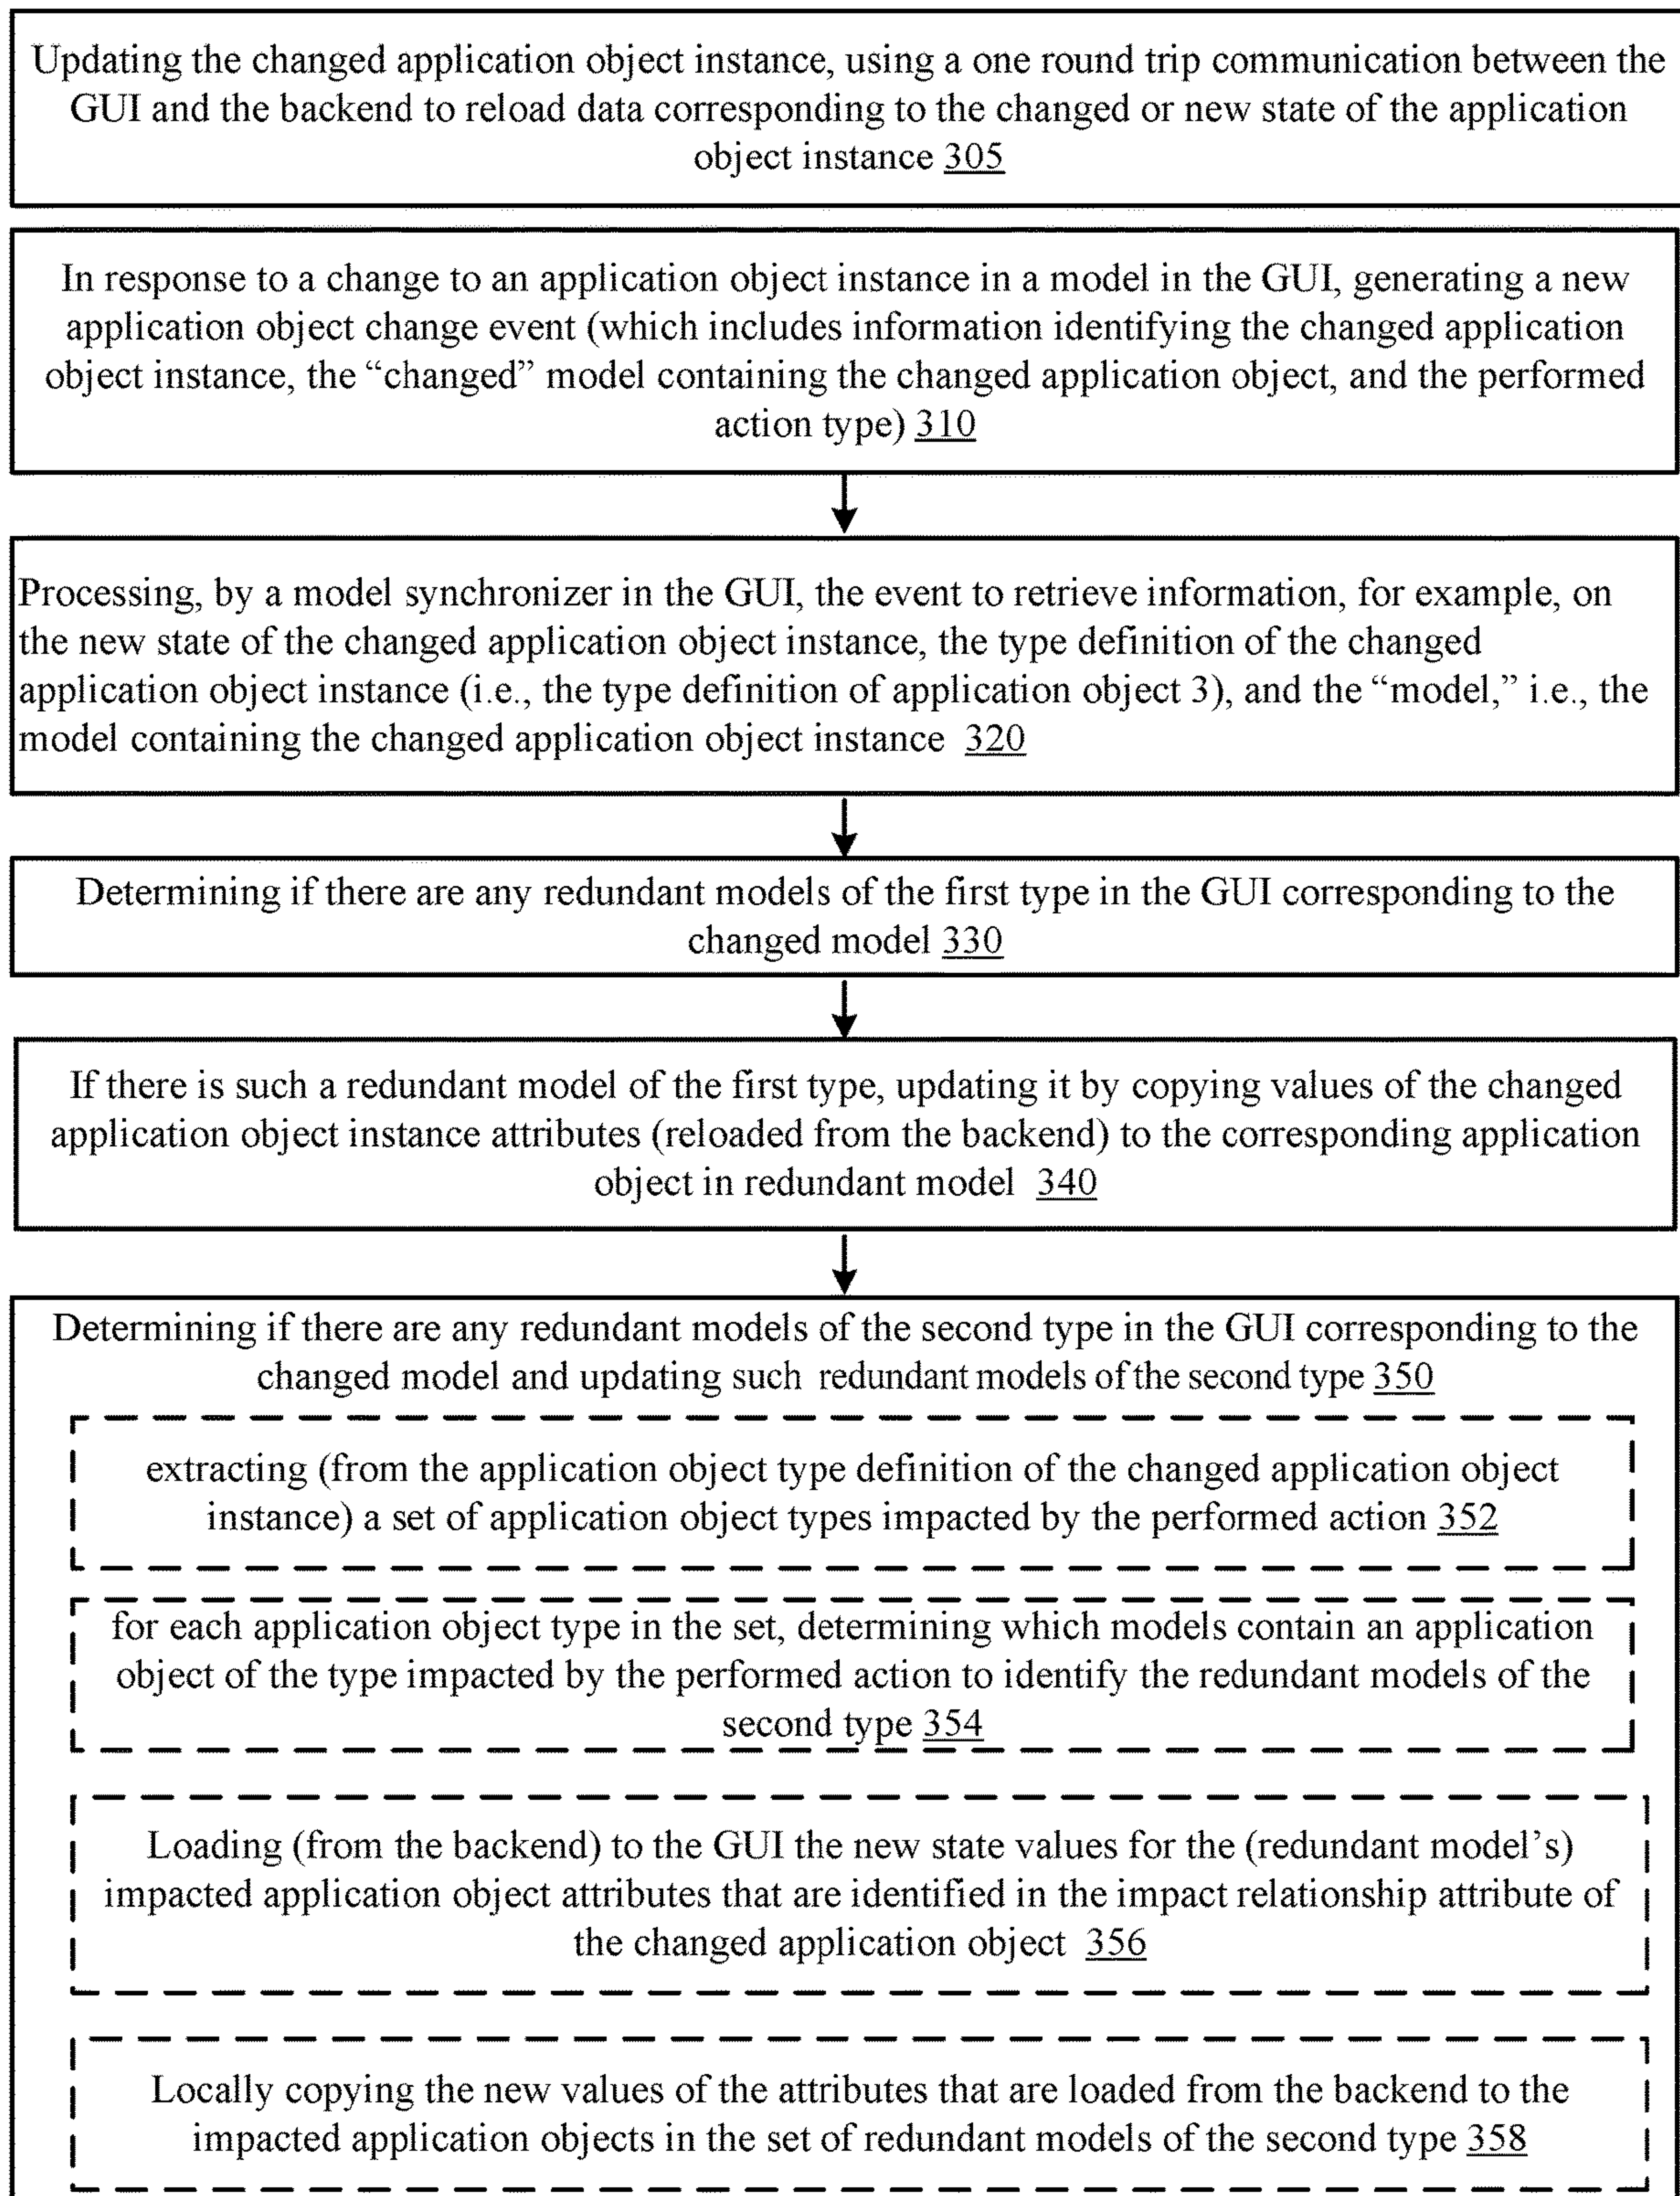 Updating the changed application object instance, using a one round trip communication between the
GUI and the backend to reload data corresponding to the changed or new state of the application
object instance 305
In response to a change to an application object instance in a model in the GUI, generating a new
application object change event (which includes information identifying the changed application
object instance, the “changed” model containing the changed application object, and the performed
action type) 310
Processing, by a model synchronizer in the GUI, the event to retrieve information, for example, on
the new state of the changed application object instance, the type definition of the changed
application object instance (i.e., the type definition of application object 3), and the “model,” i.e., the
model containing the changed application object instance 320
Determining if there are any redundant models of the first type in the GUI corresponding to the
changed model 330
If there is such a redundant model of the first type, updating it by copying values of the changed
application object instance attributes (reloaded from the backend) to the corresponding application
object in redundant model 340
Determining if there are any redundant models of the second type in the GUI corresponding to the
changed model and updating such redundant models of the second type 350
extracting (from the application object type definition of the changed application object
instance) a set of application object types impacted by the performed action 352
for each application object type in the set, determining which models contain an application
object of the type impacted by the performed action to identify the redundant models of the
second type 354
Loading (from the backend) to the GUI the new state values for the (redundant model’s)
impacted application object attributes that are identified in the impact relationship attribute of
the changed application object 356
Locally copying the new values of the attributes that are loaded from the backend to the
impacted application objects in the set of redundant models of the second type 358